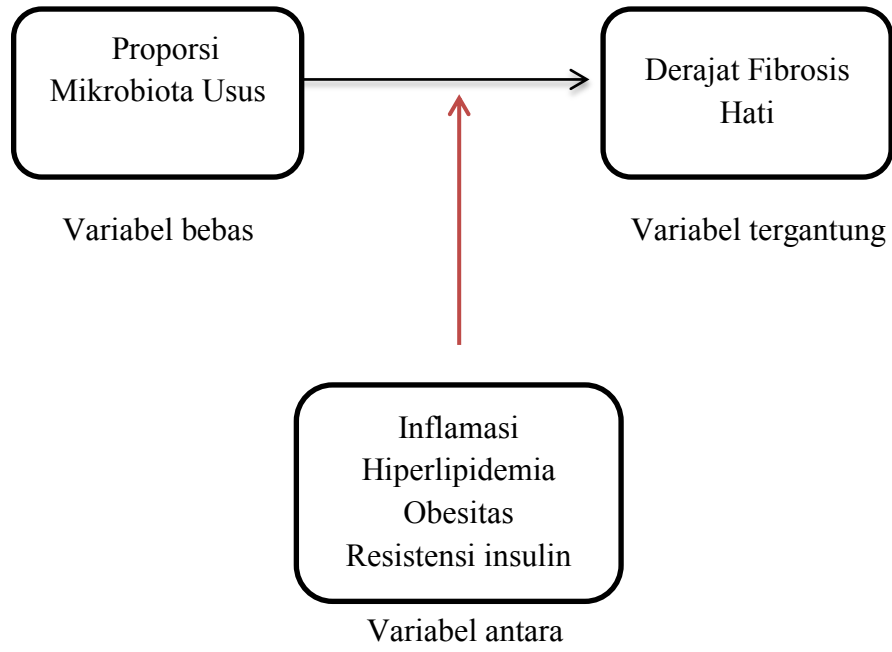 Proporsi
Mikrobiota Usus
Derajat Fibrosis
Hati
Variabel bebas
Variabel tergantung
Inflamasi
Hiperlipidemia
Obesitas
Resistensi insulin
Variabel antara